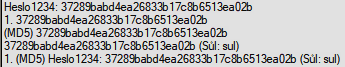 Heslo1234: 37289babd4ea26833b17c8b6513ea02b
1. 37289babd4ea26833b17c8b6513ea02b
(MD5) 37289babd4ea26833b17c8b6513ea02b
37289babd4ea26833b17c8b6513ea02b (Sůl: sul)
1. (MD5) Heslo1234: 37289babd4ea26833b17c8b6513ea02b (Sůl: sul)